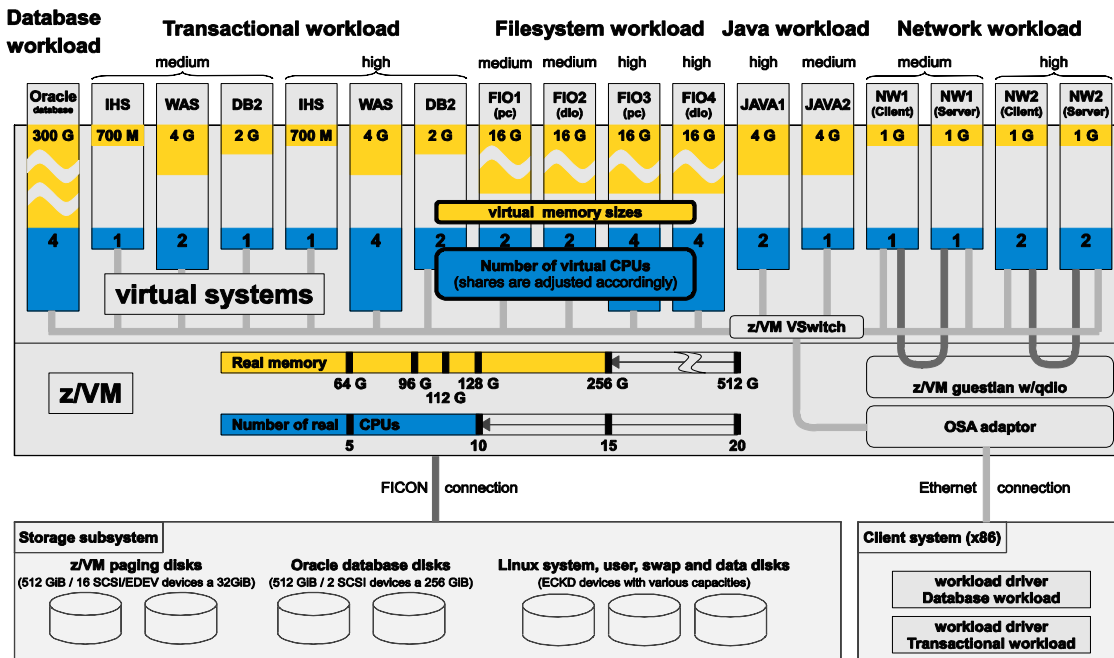 Database
workload
Transactional workload
Filesystem workload
Java workload
Network workload
medium
high
medium
medium
high
high
high
high
medium
high
Oracle
database
IHS
WAS
DB2
IHS
WAS
DB2
FIO1
(pc)
FIO2
(dio)
FIO3
(pc)
FIO4
(dio)
JAVA1
JAVA2
NW1
(Client)
NW1
(Server)
NW2
(Client)
NW2
(Server)
300 G
700 M
4 G
2 G
700 M
4 G
2 G
16 G
16 G
16 G
16 G
4 G
4 G
1 G
1 G
1 G
1 G
virtual memory sizes
4
1
2
1
1
4
2
2
2
4
4
2
1
1
1
2
2
Number of virtual CPUs
(shares are adjusted accordingly)
virtual systems
z/VM VSwitch
z/VM
Real memory
64 G
96 G
112 G
128 G
256 G
512 G
Number of real CPUs
5
10
15
20
z/VM guestlan w/qdio
OSA adaptor
FICON connection
Ethernet connection
Storage subsystem
z/VM paging disks
(512 GiB / 16 SCSI/EDEV devices a 32GiB)
Oracle database disks
(512 GiB / 2 SCSI devices a 256 GiB)
Linux system, user, swap and data disks
(ECKD devices with various capacities)
Client system (x86)
workload driver
Database workload
workload driver
Transactional workload